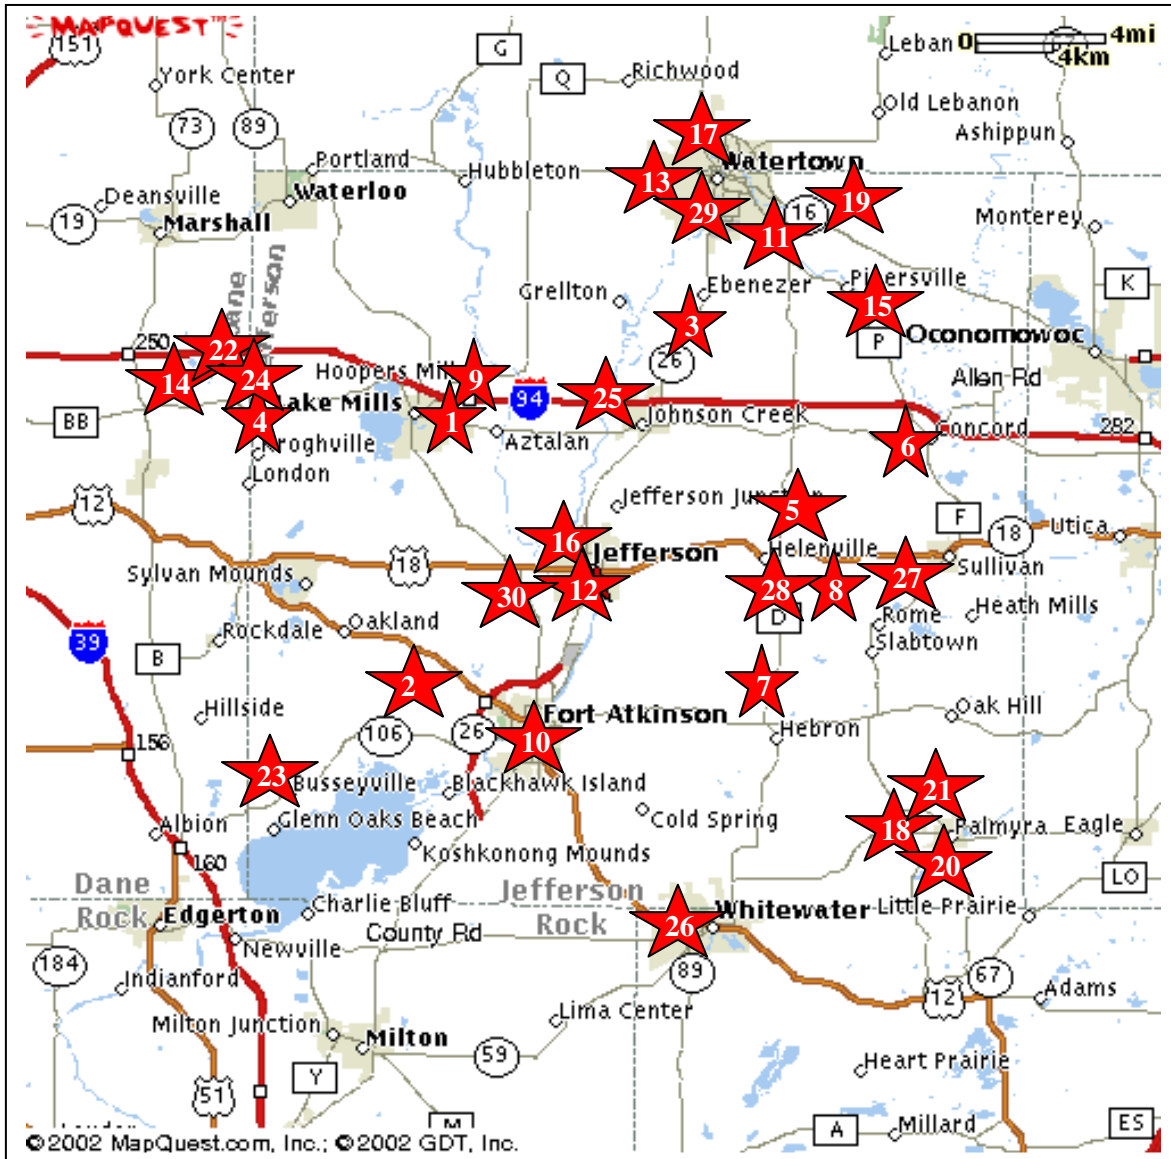 MAPQUEST™
151
G
Leban
0
4mi
4km
Q
Richwood
York Center
Old Lebanon
73
89
17
Ashippun
Portland
Watertown
Hubbleton
13
Deansville
Waterloo
19
29
16
Monterey
19
Marshall
11
Dane
Jefferson
Ebenezer
Pipersville
K
Grellton
15
3
250
22
Oconomowoc
26
P
Hoopers Mill
14
24
9
94
25
Allen Rd
BB
4
Lake Mills
1
Johnson Creek
Aztalan
6
Concord
282
Kroghville
London
12
Jefferson Junction
5
F
18
Utica
16
Jefferson
Helenville
18
Sylvan Mounds
30
12
28
8
27
Sullivan
D
Rome
Heath Mills
39
Rockdale
Oakland
Slabtown
B
2
7
Hillside
Oak Hill
106
26
Fort Atkinson
Hebron
156
10
23
Busseyville
Blackhawk Island
21
Albion
Glenn Oaks Beach
Cold Spring
18
Palmyra
Eagle
Koshkonong Mounds
160
20
LO
Dane
Rock
Jefferson
Rock
Edgerton
Charlie Bluff
26
Whitewater
Little Prairie
County Rd
Newville
184
89
67
Indianford
12
Adams
Lima Center
Milton Junction
Milton
59
Heart Prairie
Y
51
M
A
Millard
ES
©2002 MapQuest.com, Inc.; ©2002 GDT, Inc.